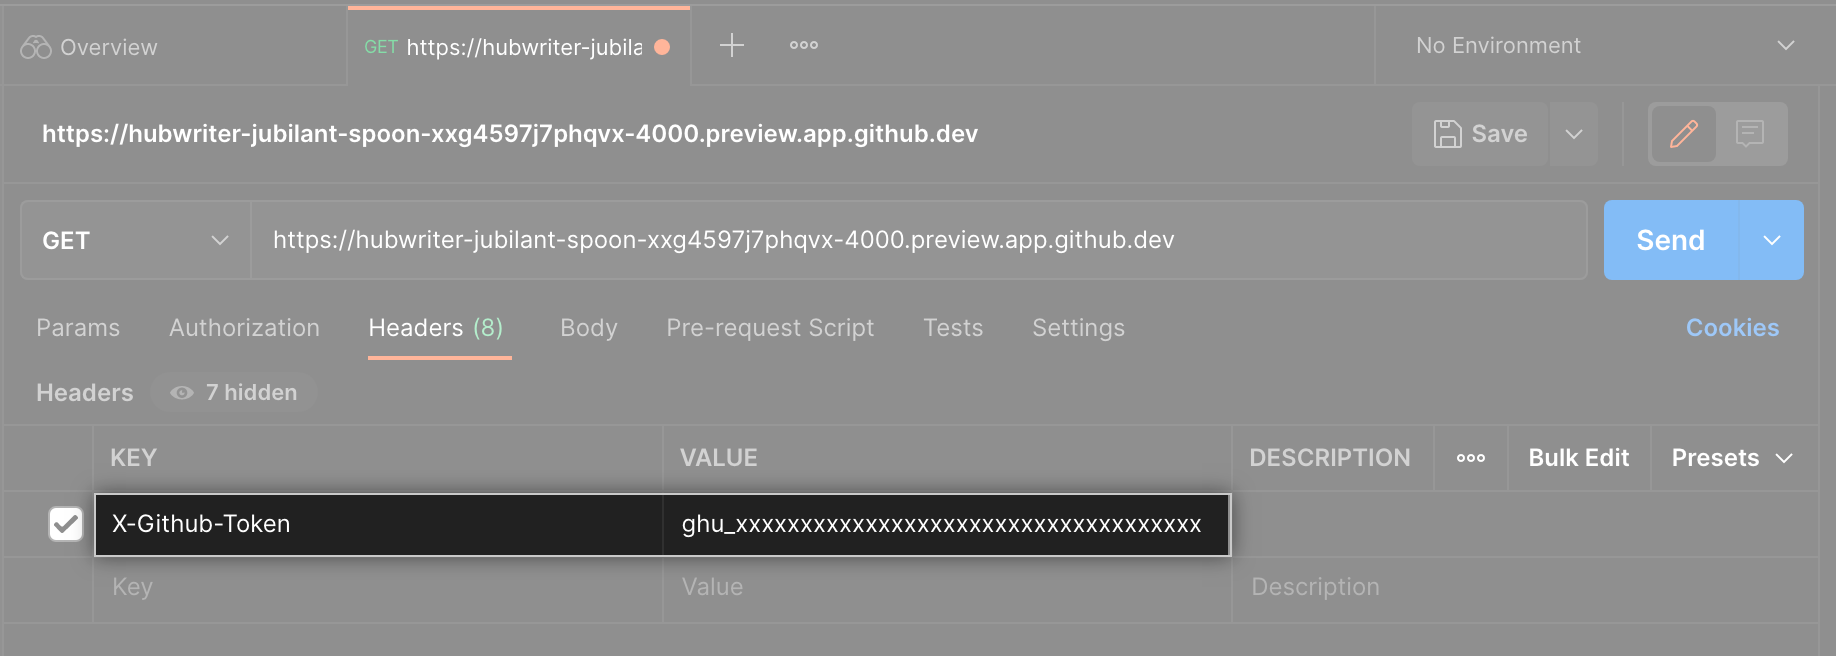 Overview
GET https://hubwriter-jubila
No Environment
https://hubwriter-jubilant-spoon-xxg4597j7phqvx-4000.preview.app.github.dev
Save
GET
https://hubwriter-jubilant-spoon-xxg4597j7phqvx-4000.preview.app.github.dev
Send
Params Authorization Headers (8) Body Pre-request Script Tests Settings Cookies
Headers 7 hidden
KEY VALUE DESCRIPTION Bulk Edit Presets
X-Github-Token ghu_xxxxxxxxxxxxxxxxxxxxxxxxxxxxxxxxxxxx
Key Value Description